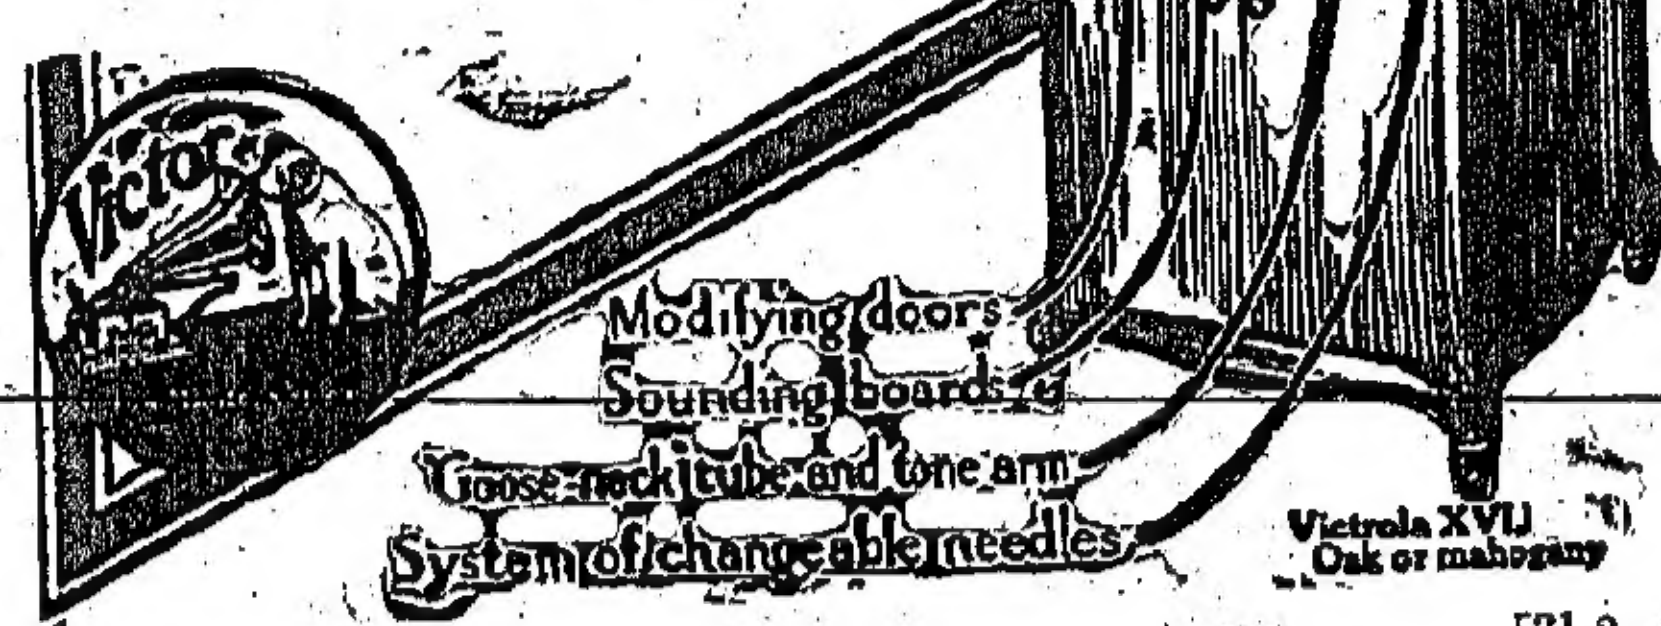 Victor
Modifying doors
Sounding boards
Goose-neck tube and tone arm
System of changeable needles
Victrola XVII
Oak or mahogany